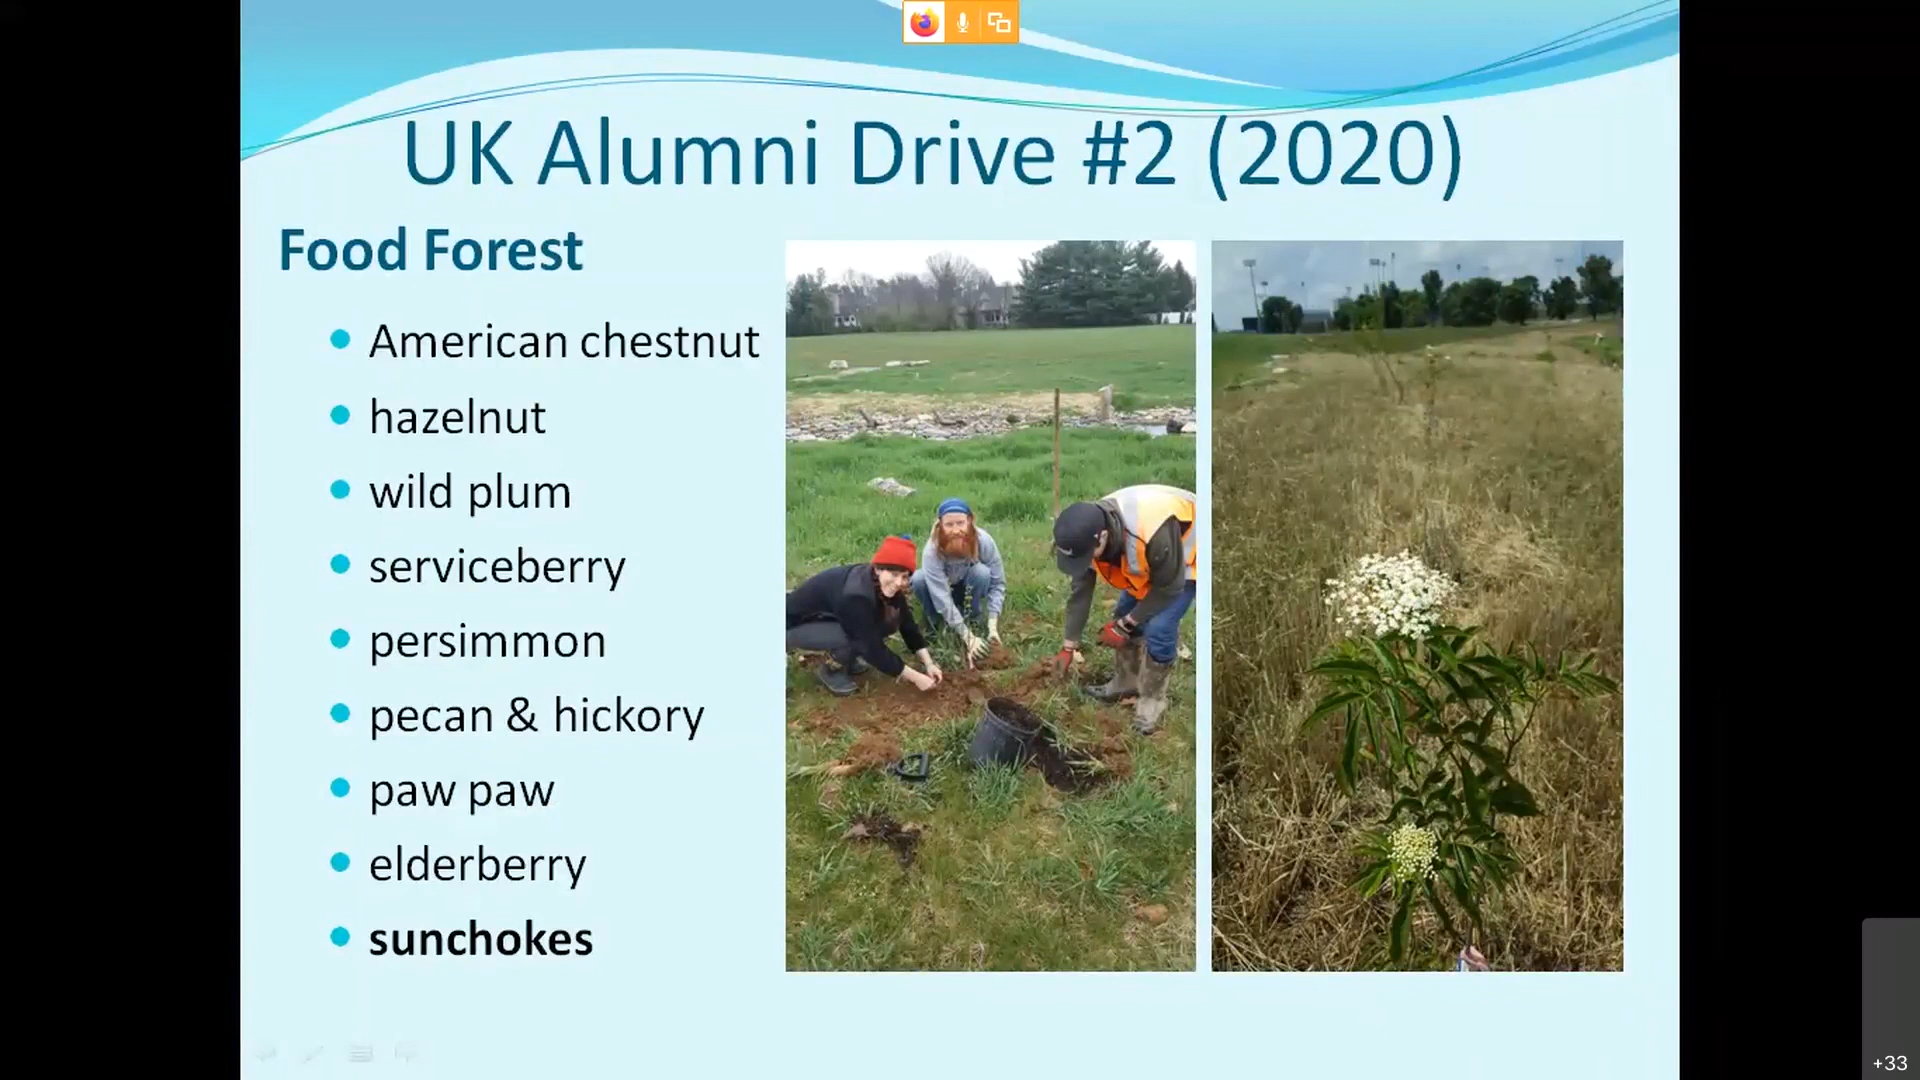 UK Alumni Drive #2 (2020)
Food Forest
American chestnut
hazelnut
wild plum
serviceberry
persimmon
pecan & hickory
paw paw
elderberry
sunchokes
+33